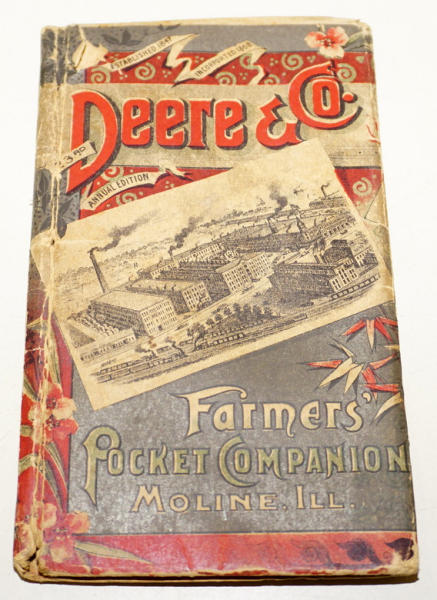 ESTABLISHED 1847
INCORPORATED 1868
Deere & Co.
ANNUAL EDITION
Farmers'
POCKET COMPANION
MOLINE, ILL.